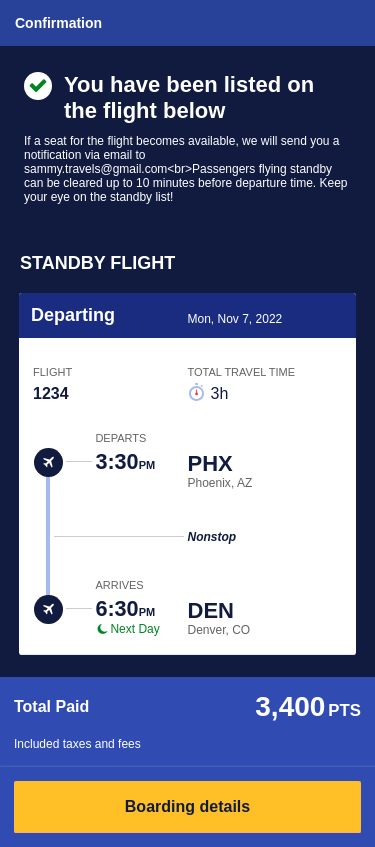 Confirmation
You have been listed on
the flight below
If a seat for the flight becomes available, we will send you a
notification via email to
sammy.travels@gmail.com<br>Passengers flying standby
can be cleared up to 10 minutes before departure time. Keep
your eye on the standby list!
STANDBY FLIGHT
Departing Mon, Nov 7, 2022
FLIGHT TOTAL TRAVEL TIME
1234 3h
DEPARTS
3:30PM PHX
Phoenix, AZ
Nonstop
ARRIVES
6:30PM DEN
Next Day Denver, CO
Total Paid 3,400 PTS
Included taxes and fees
Boarding details